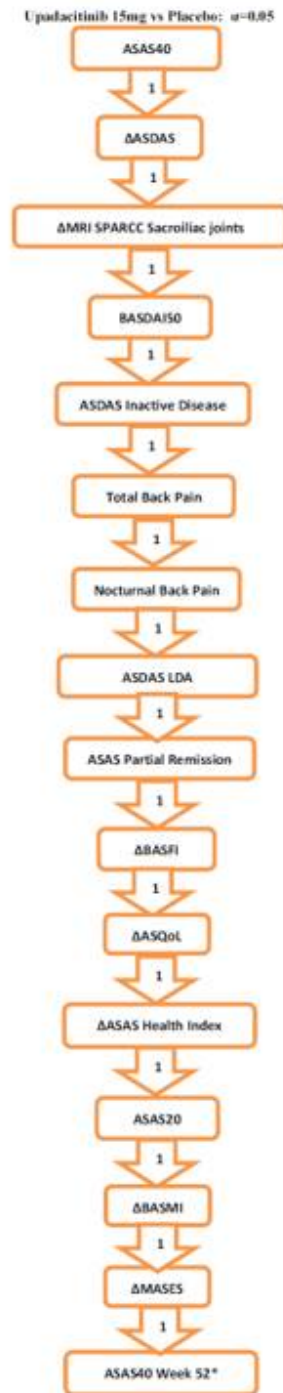 Upadacitinib 15mg vs Placebo: α=0.05
ASAS40
1
ΔASDAS
1
ΔMRI SPARCC Sacroiliac joints
1
BASDAI50
1
ASDAS Inactive Disease
1
Total Back Pain
1
Nocturnal Back Pain
1
ASDAS LDA
1
ASAS Partial Remission
1
ΔBASFI
1
ΔASQoL
1
ΔASAS Health Index
1
ASAS20
1
ΔBASMI
1
ΔMASES
1
ASAS40 Week 52*